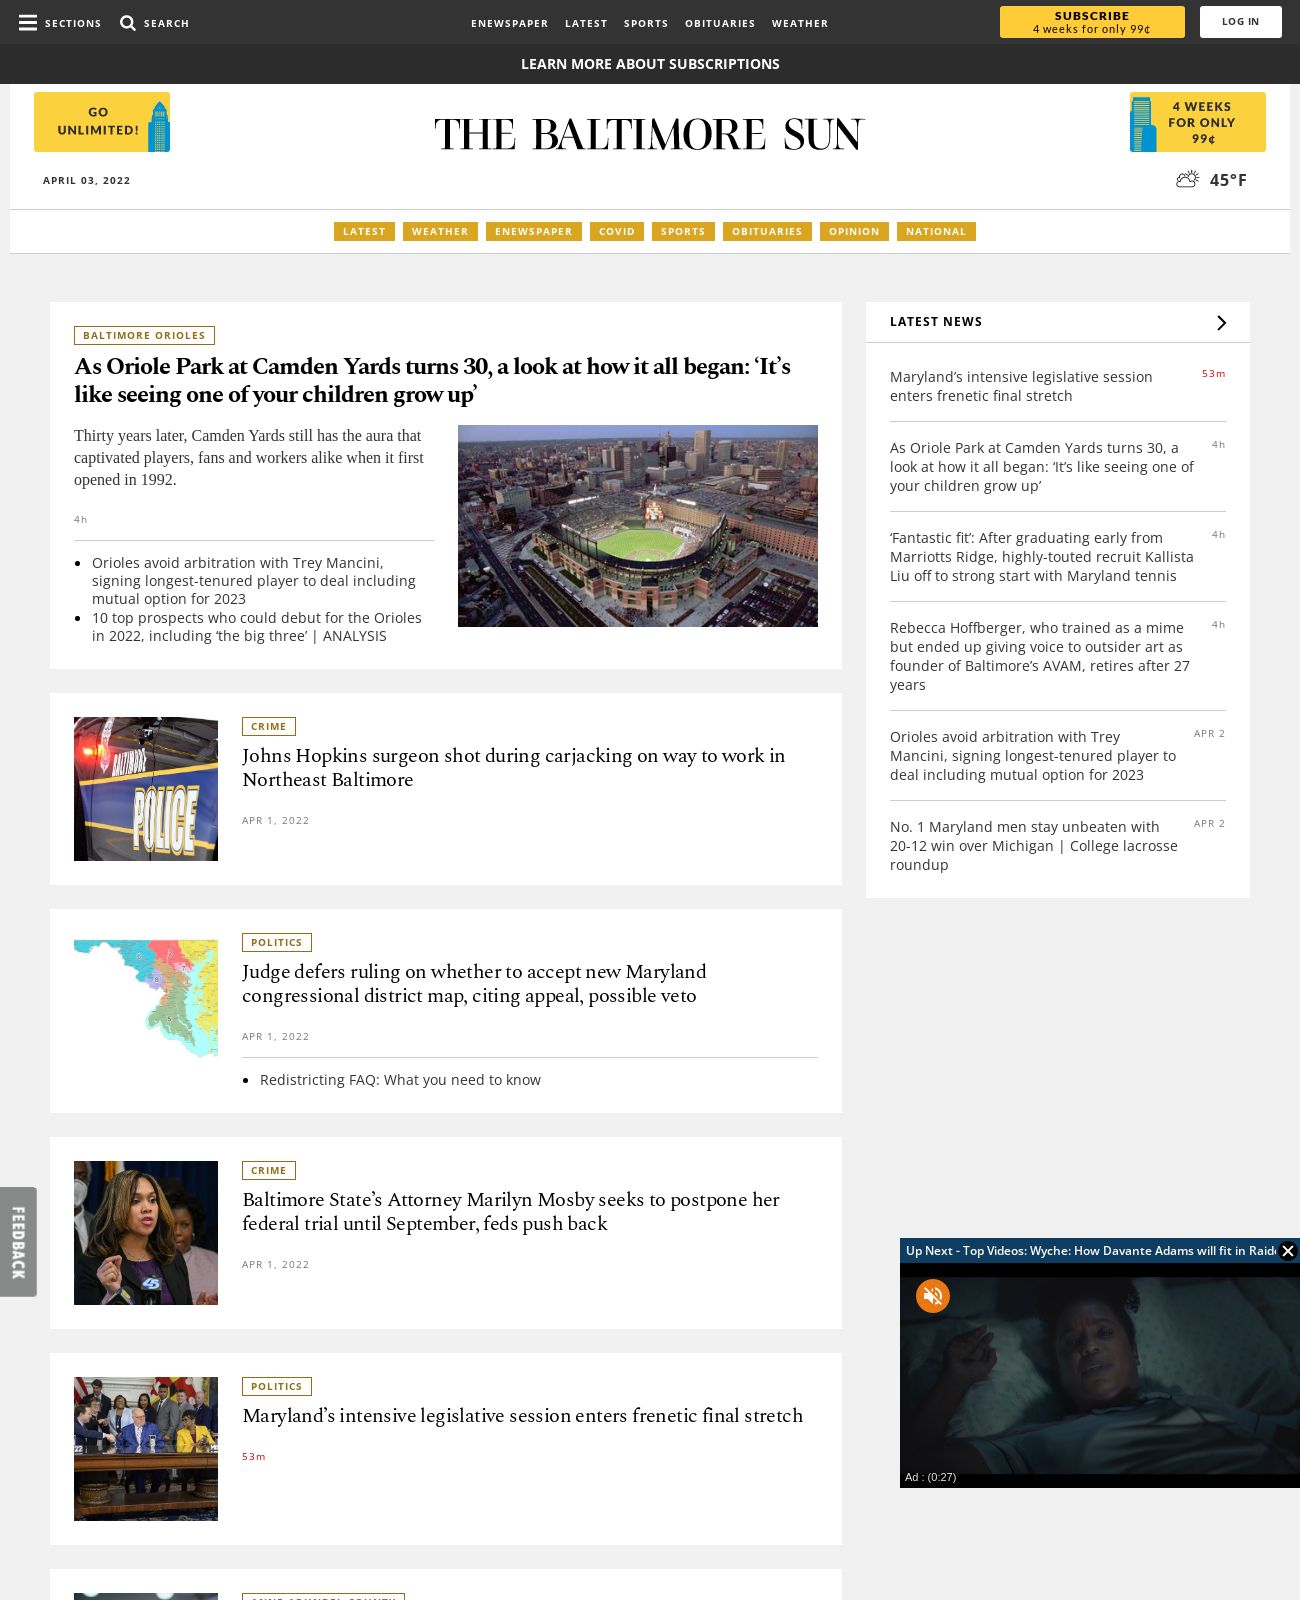 SECTIONS
SEARCH
ENEWSPAPER LATEST SPORTS OBITUARIES WEATHER
SUBSCRIBE
4 weeks for only 99¢
LOG IN
LEARN MORE ABOUT SUBSCRIPTIONS
GO
UNLIMITED!
THE BALTIMORE SUN
4 WEEKS
FOR ONLY
99¢
APRIL 03, 2022
45°F
LATEST WEATHER ENEWSPAPER COVID SPORTS OBITUARIES OPINION NATIONAL
BALTIMORE ORIOLES
As Oriole Park at Camden Yards turns 30, a look at how it all began: ‘It’s
like seeing one of your children grow up’
Thirty years later, Camden Yards still has the aura that
captivated players, fans and workers alike when it first
opened in 1992.
4h
• Orioles avoid arbitration with Trey Mancini,
signing longest-tenured player to deal including
mutual option for 2023
• 10 top prospects who could debut for the Orioles
in 2022, including ‘the big three’ | ANALYSIS
BALTIMORE
POLICE
CRIME
Johns Hopkins surgeon shot during carjacking on way to work in
Northeast Baltimore
APR 1, 2022
POLITICS
Judge defers ruling on whether to accept new Maryland
congressional district map, citing appeal, possible veto
APR 1, 2022
• Redistricting FAQ: What you need to know
45
CRIME
Baltimore State’s Attorney Marilyn Mosby seeks to postpone her
federal trial until September, feds push back
APR 1, 2022
POLITICS
Maryland’s intensive legislative session enters frenetic final stretch
53m
LATEST NEWS
Maryland’s intensive legislative session
enters frenetic final stretch
53m
As Oriole Park at Camden Yards turns 30, a
look at how it all began: ‘It’s like seeing one of
your children grow up’
4h
‘Fantastic fit’: After graduating early from
Marriotts Ridge, highly-touted recruit Kallista
Liu off to strong start with Maryland tennis
4h
Rebecca Hoffberger, who trained as a mime
but ended up giving voice to outsider art as
founder of Baltimore’s AVAM, retires after 27
years
4h
Orioles avoid arbitration with Trey
Mancini, signing longest-tenured player to
deal including mutual option for 2023
APR 2
No. 1 Maryland men stay unbeaten with
20-12 win over Michigan | College lacrosse
roundup
APR 2
FEEDBACK
Up Next - Top Videos: Wyche: How Davante Adams will fit in
Ad : (0:27)